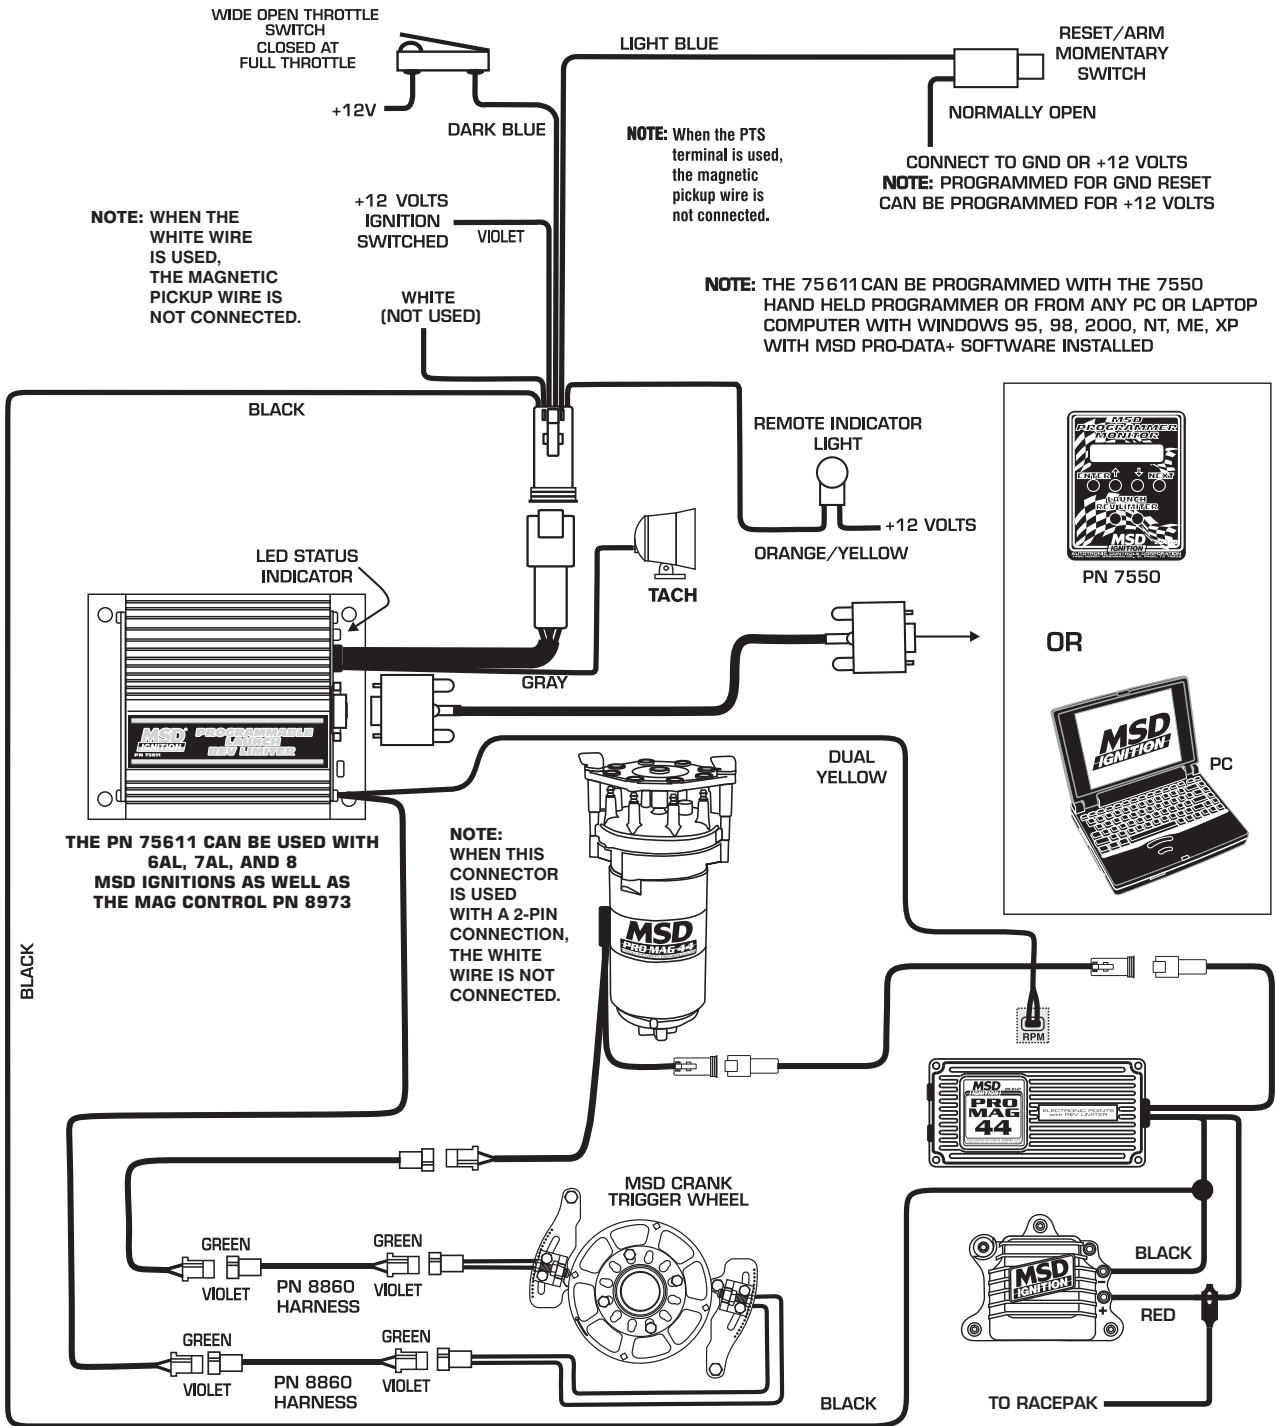 WIDE OPEN THROTTLE
SWITCH
CLOSED AT
FULL THROTTLE
+12V
DARK BLUE
LIGHT BLUE
RESET/ARM
MOMENTARY
SWITCH
NORMALLY OPEN
CONNECT TO GND OR +12 VOLTS
NOTE: PROGRAMMED FOR GND RESET
CAN BE PROGRAMMED FOR +12 VOLTS
NOTE: When the PTS
terminal is used,
the magnetic
pickup wire is
not connected.
NOTE: WHEN THE
WHITE WIRE
IS USED,
THE MAGNETIC
PICKUP WIRE IS
NOT CONNECTED.
+12 VOLTS
IGNITION
SWITCHED
VIOLET
WHITE
(NOT USED)
NOTE: THE 75611 CAN BE PROGRAMMED WITH THE 7550
HAND HELD PROGRAMMER OR FROM ANY PC OR LAPTOP
COMPUTER WITH WINDOWS 95, 98, 2000, NT, ME, XP
WITH MSD PRO-DATA+ SOFTWARE INSTALLED
BLACK
REMOTE INDICATOR
LIGHT
+12 VOLTS
ORANGE/YELLOW
MSD
PROGRAMMER
MONITOR
ENTER
NEXT
LAUNCH
REV LIMITER
MSD
IGNITION
PN 7550
OR
LED STATUS
INDICATOR
TACH
GRAY
MSD
IGNITION
PN 75611
PROGRAMMABLE
LAUNCH
REV LIMITER
THE PN 75611 CAN BE USED WITH
6AL, 7AL, AND 8
MSD IGNITIONS AS WELL AS
THE MAG CONTROL PN 8973
DUAL
YELLOW
MSD
IGNITION
PC
NOTE:
WHEN THIS
CONNECTOR
IS USED
WITH A 2-PIN
CONNECTION,
THE WHITE
WIRE IS NOT
CONNECTED.
MSD
PRO-MAG-44
BLACK
RPM
MSD
IGNITION
PRO
MAG
44
ELECTRONIC POINTS
with REV LIMITER
MSD CRANK
TRIGGER WHEEL
GREEN
VIOLET
PN 8860
HARNESS
GREEN
VIOLET
GREEN
VIOLET
PN 8860
HARNESS
GREEN
VIOLET
MSD
IGNITION
BLACK
+
RED
BLACK
TO RACEPAK